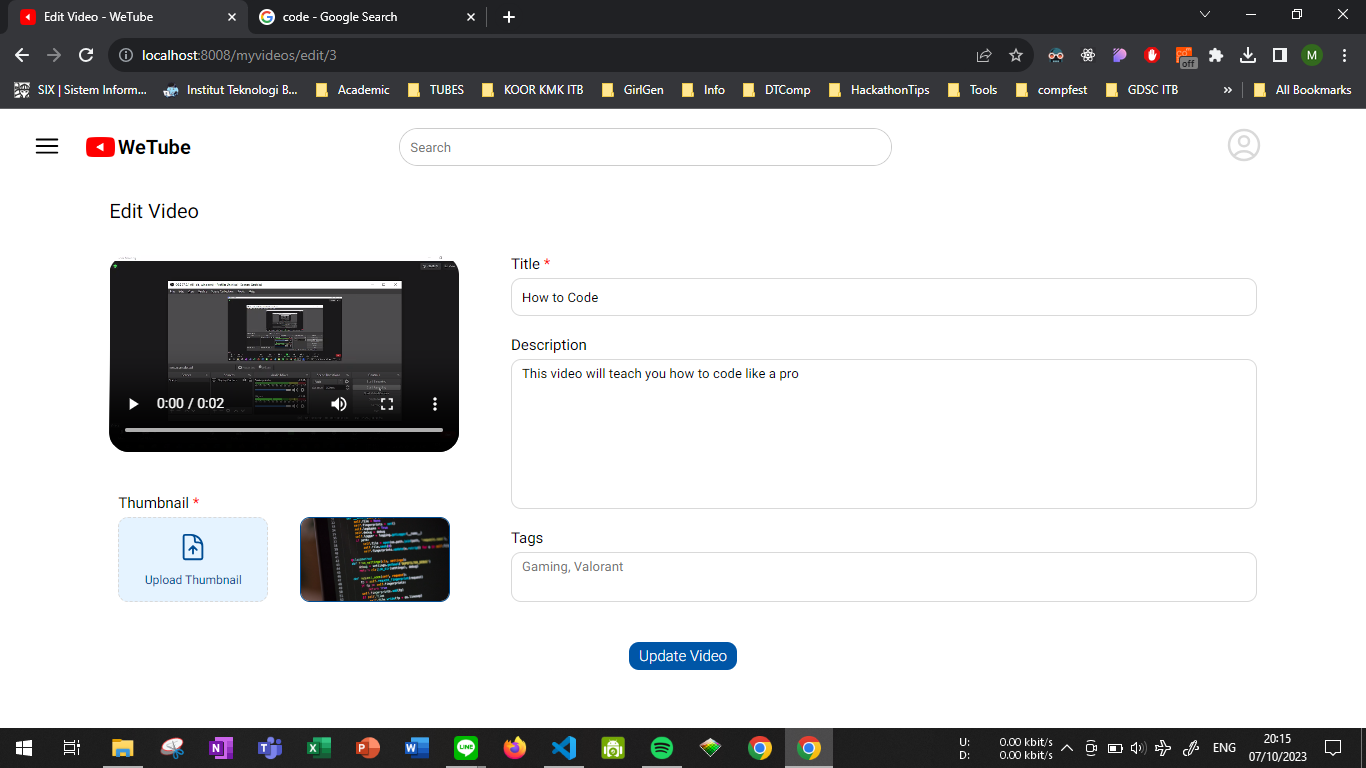 Edit Video - WeTube
code - Google Search
localhost:8008/myvideos/edit/3
off
M
SIX | Sistem Inform...
Institut Teknologi B...
Academic
TUBES
KOOR KMK ITB
GirlGen
Info
DTComp
HackathonTips
Tools
compfest
GDSC ITB
»
All Bookmarks
WeTube
Search
Edit Video
0:00 / 0:02
Thumbnail *
Upload Thumbnail
Title *
How to Code
Description
This video will teach you how to code like a pro
Tags
Gaming, Valorant
Update Video
U: 0.00 kbit/s
D: 0.00 kbit/s
ENG
20:15
07/10/2023